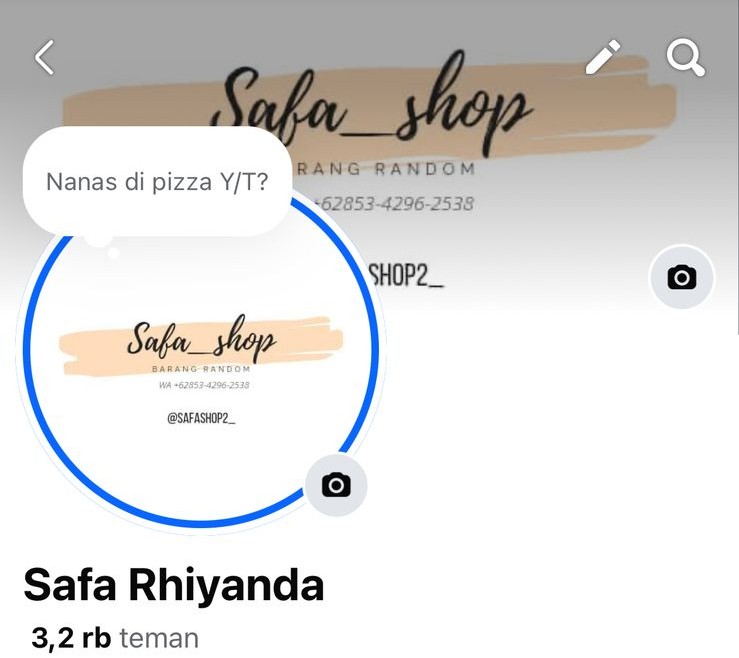 Safa_shop
RANG RANDOM
+62853-4296-2538
SHOP2_
Nanas di pizza Y/T?
Safa_shop
BARANG RANDOM
WA +62853-4296-2538
@SAFASHOP2_
Safa Rhiyanda
3,2 rb teman